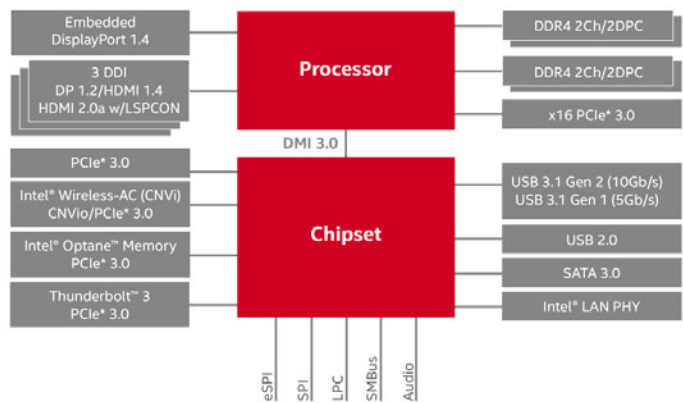 Embedded
DisplayPort 1.4
3 DDI
DP 1.2/HDMI 1.4
HDMI 2.0a w/LSPCON
Processor
DDR4 2Ch/2DPC
DDR4 2Ch/2DPC
x16 PCIe* 3.0
DMI 3.0
PCIe* 3.0
Intel® Wireless-AC (CNVi)
CNVio/PCIe* 3.0
Intel® Optane™ Memory
PCIe* 3.0
Thunderbolt™ 3
PCIe* 3.0
Chipset
USB 3.1 Gen 2 (10Gb/s)
USB 3.1 Gen 1 (5Gb/s)
USB 2.0
SATA 3.0
Intel® LAN PHY
eSPI
SPI
LPC
SMBus
Audio